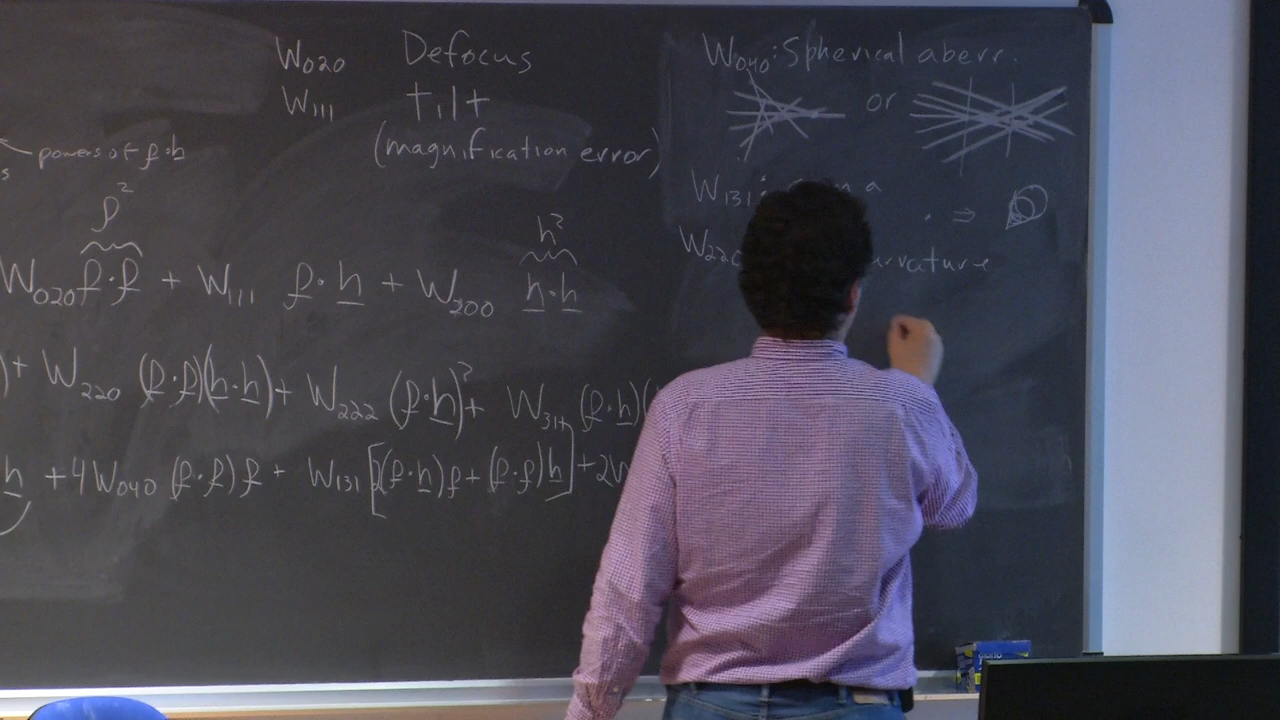 W₀₂₀ Defocus
W₁₁₁ tilt
(magnification error)
powers of ρ·h
s
ρ²
h²
W₀₂₀ ρ·ρ + W₁₁₁ ρ·h + W₂₀₀ h·h
)+ W₂₂₀ (ρ·ρ)(h·h)+ W₂₂₂ (ρ·h)²+ W₃₁₁ (ρ·h)(
h +4W₀₄₀ (ρ·ρ)ρ + W₁₃₁ [2(ρ·h)ρ+(ρ·ρ)h]+2W
W₀₄₀: Spherical aberr.
or
W₁₃₁:
⇒
W₂₂₀